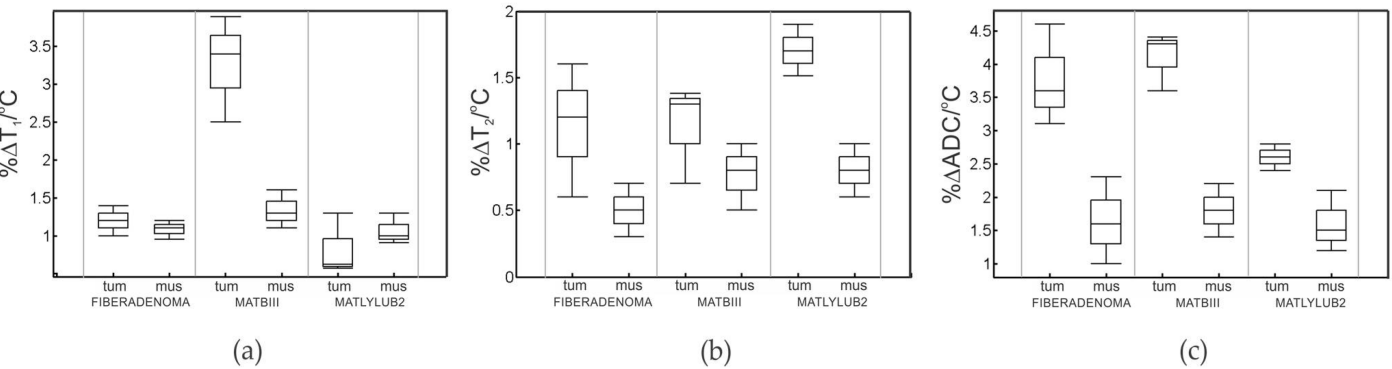 %ΔT₁/°C
3.5
3
2.5
2
1.5
1
tum mus tum mus tum mus
FIBERADENOMA MATBIII MATLYLUB2
(a)
%ΔT₂/°C
2
1.5
1
0.5
0
tum mus tum mus tum mus
FIBERADENOMA MATBIII MATLYLUB2
(b)
%ΔADC/°C
4.5
4
3.5
3
2.5
2
1.5
1
tum mus tum mus tum mus
FIBERADENOMA MATBIII MATLYLUB2
(c)